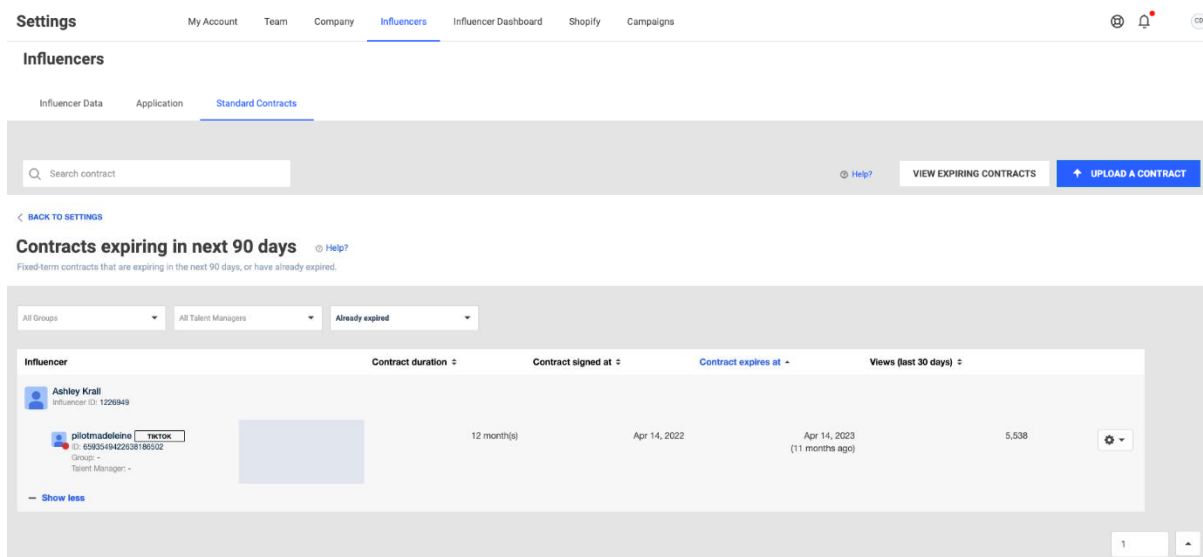 Settings My Account Team Company Influencers Influencer Dashboard Shopify Campaigns CO
Influencers
Influencer Data Application Standard Contracts
Search contract Help? VIEW EXPIRING CONTRACTS UPLOAD A CONTRACT
BACK TO SETTINGS
Contracts expiring in next 90 days Help?
Fixed-term contracts that are expiring in the next 90 days, or have already expired.
All Groups All Talent Managers Already expired
Influencer Contract duration Contract signed at Contract expires at Views (last 30 days)
Ashley Krall
Influencer ID: 1226949
pilotmadeleine TIKTOK 12 month(s) Apr 14, 2022 Apr 14, 2023 5,538
ID: 6593549422638186502 (11 months ago)
Group: -
Talent Manager: -
Show less
1